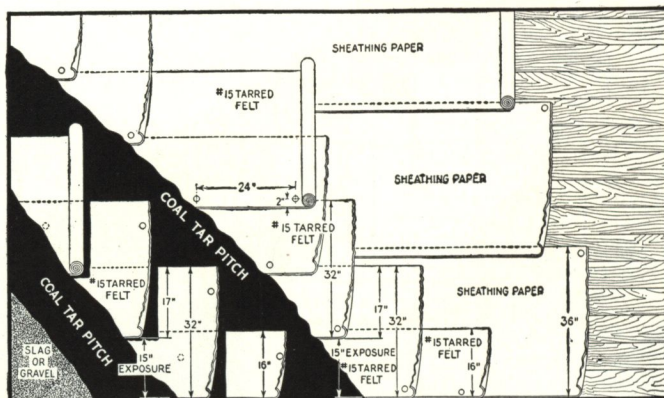 SHEATHING PAPER
#15 TARRED
FELT
SHEATHING PAPER
24"
2"
#15 TARRED
FELT
COAL TAR PITCH
32"
SHEATHING PAPER
36"
#15 TARRED
FELT
17"
32"
17"
32"
COAL TAR PITCH
SLAG
OR
GRAVEL
15"
EXPOSURE
16"
15" EXPOSURE
#15 TARRED
FELT
#15 TARRED
FELT
16"